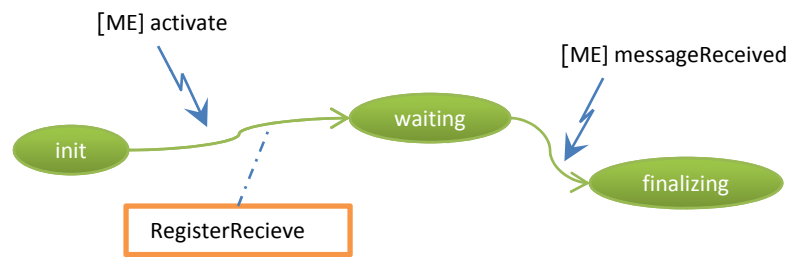 [ME] activate
[ME] messageReceived
waiting
init
finalizing
RegisterRecieve